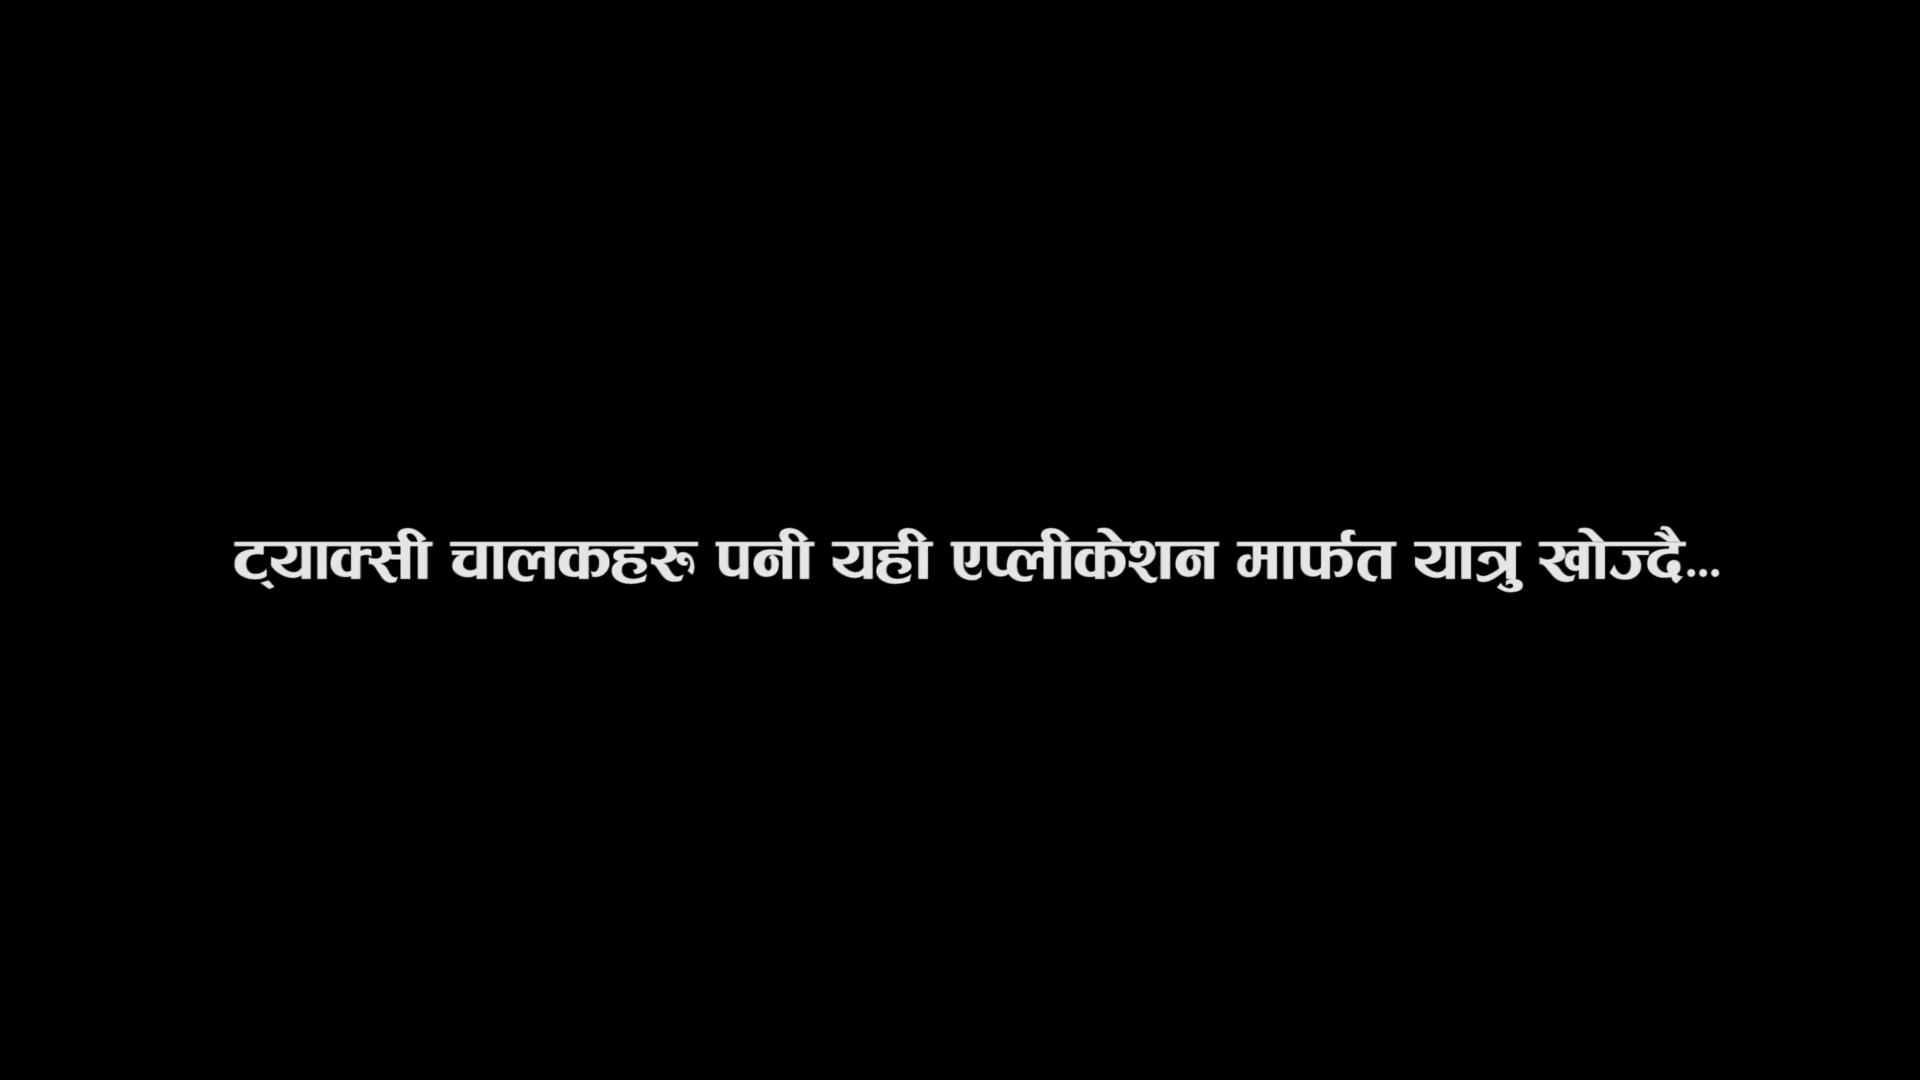 ट्याक्सी चालकहरु पनी यही एप्लीकेशन मार्फत यात्रु खोज्दै...